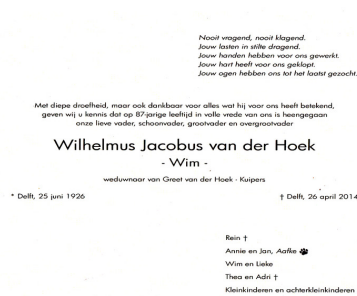 Nooit vragend, nooit klagend.
Jouw lasten in stilte dragend.
Jouw handen hebben voor ons gewerkt.
Jouw hart heeft voor ons geklopt.
Jouw ogen hebben ons tot het laatst gezocht.
Met diepe droefheid, maar ook dankbaar voor alles wat hij voor ons heeft betekend,
geven wij u kennis dat op 87-jarige leeftijd in volle vrede van ons is heengegaan
onze lieve vader, schoonvader, grootvader en overgrootvader
Wilhelmus Jacobus van der Hoek
- Wim -
weduwnaar van Greet van der Hoek - Kuipers
* Delft, 25 juni 1926 † Delft, 26 april 2014
Rein †
Annie en Jan, Aafke 🐾
Wim en Lieke
Thea en Adri †
Kleinkinderen en achterkleinkinderen